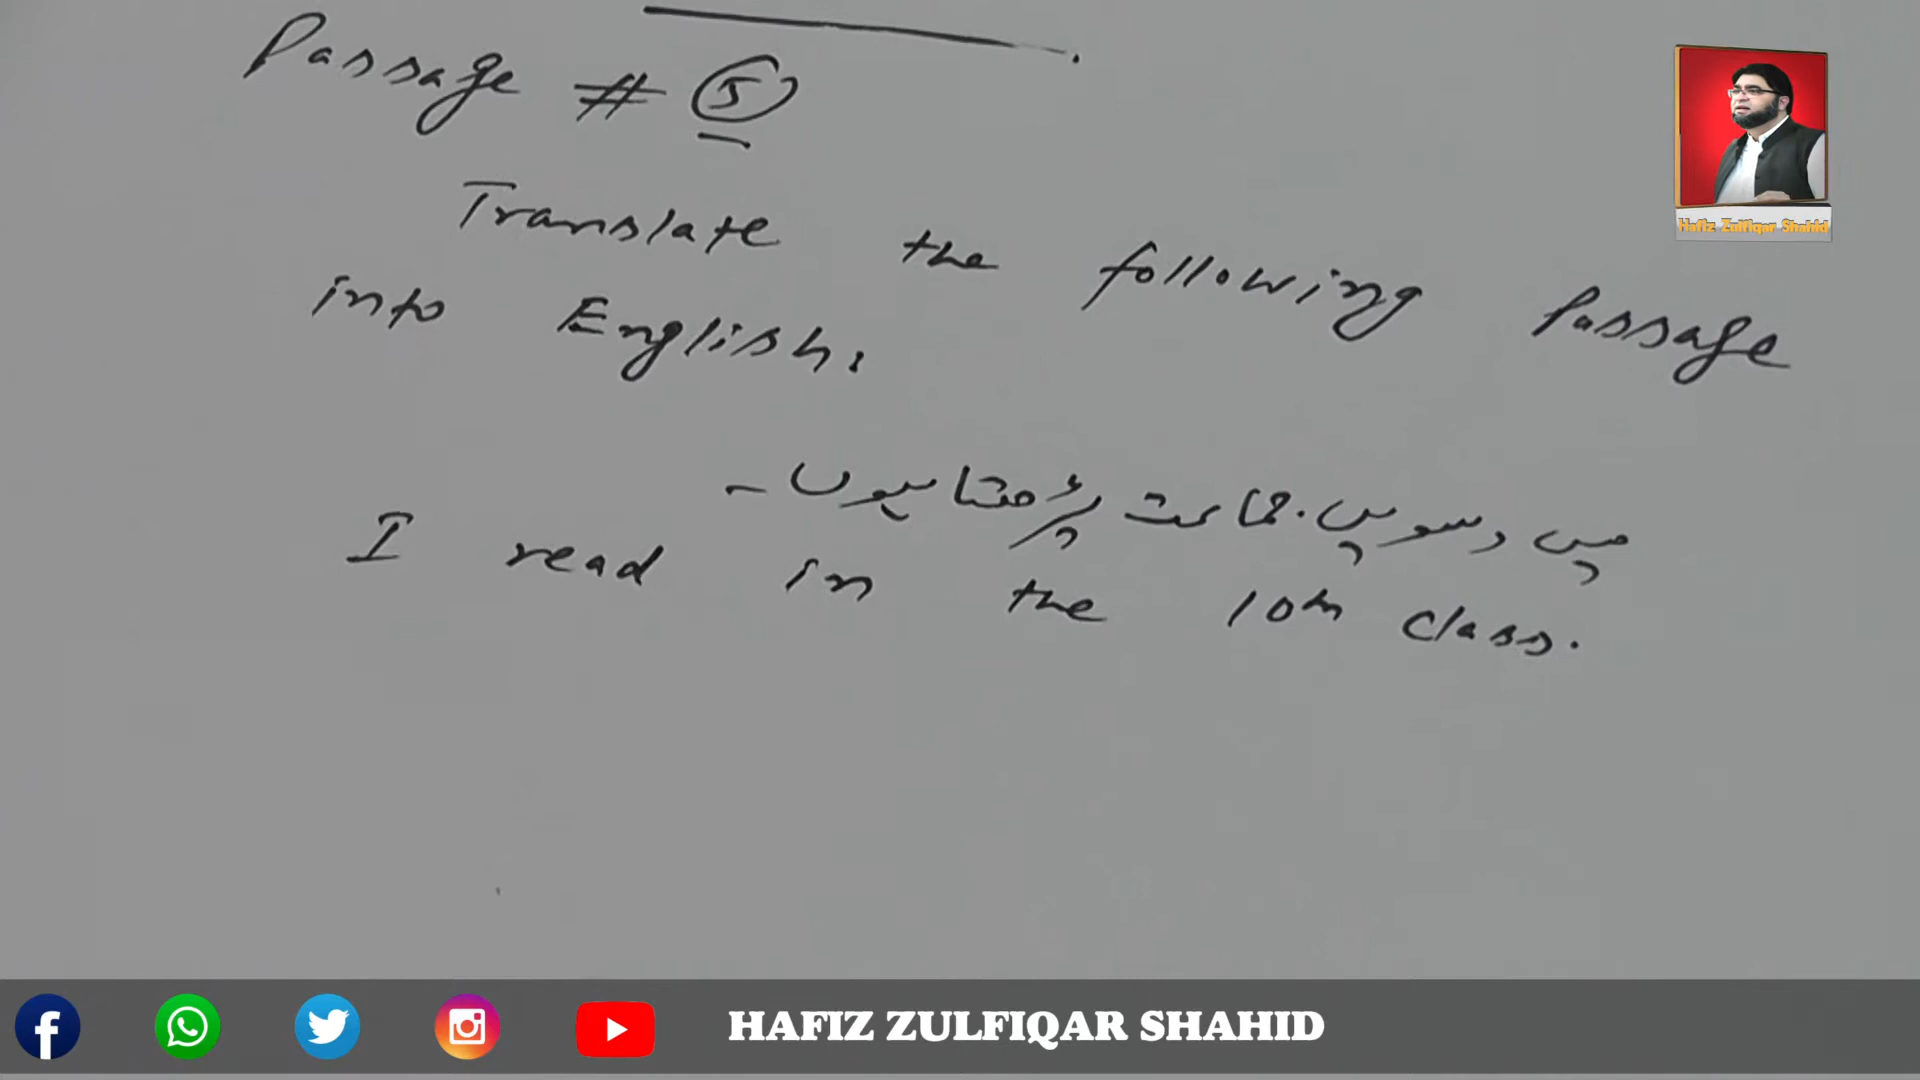 Passage # 5
Translate the following Passage
into English.
میں دسویں جماعت پڑھتا ہوں ۔
I read in the 10th class.
Hafiz Zulfiqar Shahid
HAFIZ ZULFIQAR SHAHID